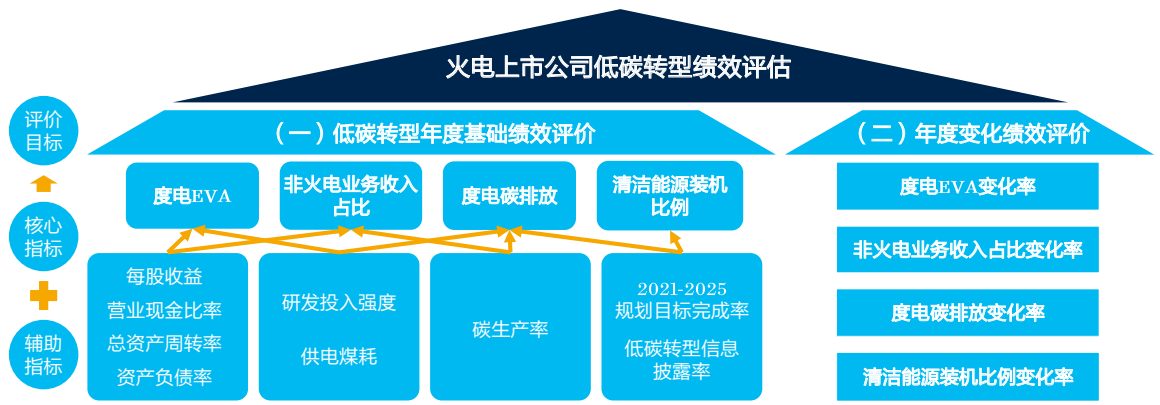 火电上市公司低碳转型绩效评估
（一）低碳转型年度基础绩效评价
（二）年度变化绩效评价
评价
目标
核心
指标
辅助
指标
度电EVA
非火电业务收入
占比
度电碳排放
清洁能源装机
比例
每股收益
营业现金比率
总资产周转率
资产负债率
研发投入强度
供电煤耗
碳生产率
2021-2025
规划目标完成率
低碳转型信息
披露率
度电EVA变化率
非火电业务收入占比变化率
度电碳排放变化率
清洁能源装机比例变化率